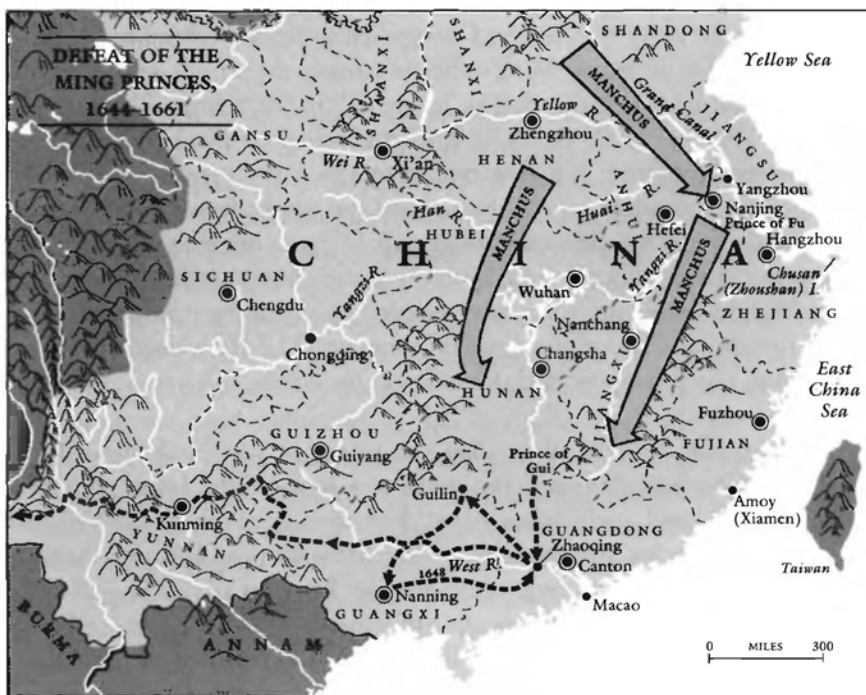 DEFEAT OF THE
MING PRINCES,
1644-1661
SHANXI
SHAANXI
SHANDONG
Yellow Sea
MANCHUS
Grand Canal
JIANGSU
GANSU
Yellow R.
Zhengzhou
Wei R.
Xi'an
HENAN
Yangzhou
Nanjing
Prince of Fu
ANHUI
Huai R.
Hefei
Han R.
HUBEI
MANCHUS
CHINA
Hangzhou
Chusan
(Zhoushan) I.
SICHUAN
Chengdu
Yangzi R.
Wuhan
Yangzi R.
MANCHUS
ZHEJIANG
Nanchang
Chongqing
Changsha
HUNAN
JIANGXI
East
China
Sea
Fuzhou
FUJIAN
GUIZHOU
Guiyang
Prince of
Gui
Guilin
Amoy
(Xiamen)
Kunming
YUNNAN
GUANGDONG
Zhaoqing
Canton
Taiwan
West R.
1648
Nanning
GUANGXI
Macao
BURMA
ANNAM
0 MILES 300